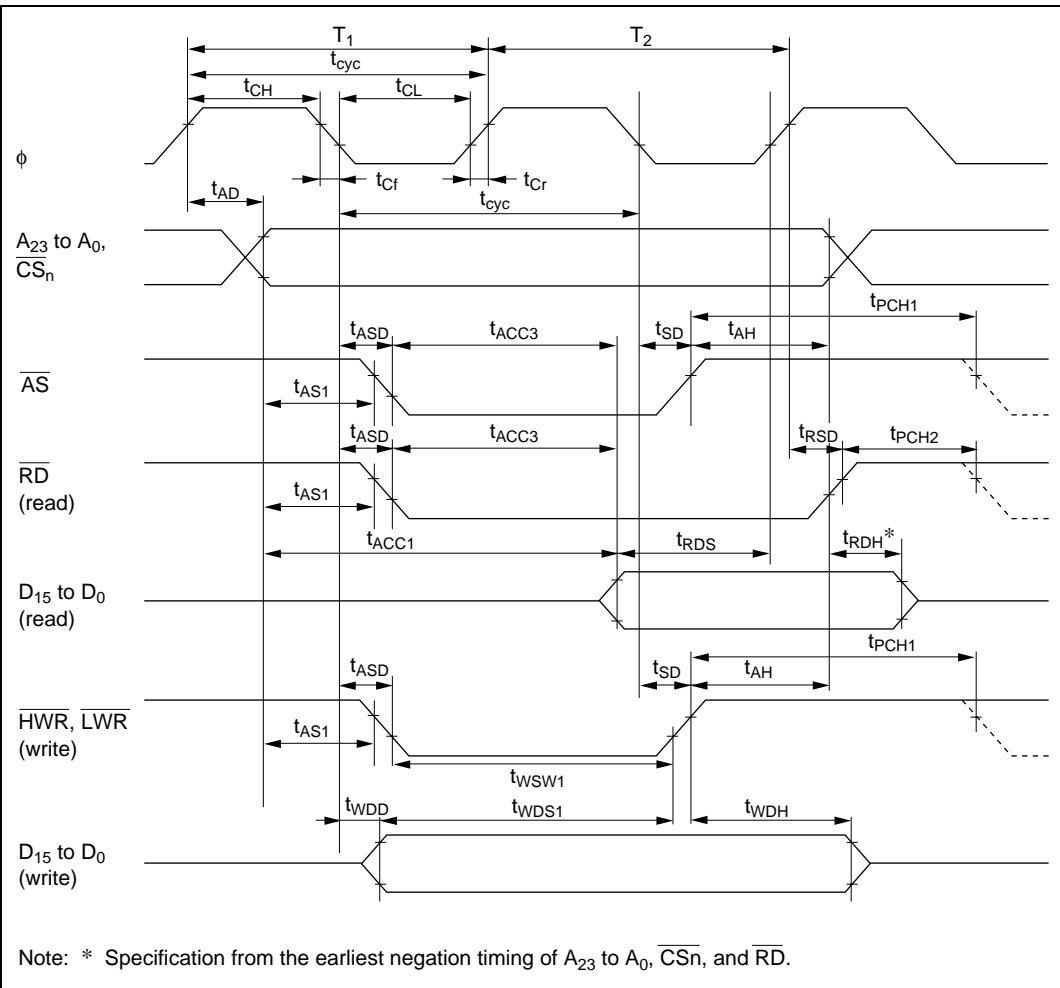 T1 T2
tcyc
tCH tCL
ϕ
tCf tCr
tAD tcyc
A23 to A0,
CSn
tPCH1
tASD tACC3 tSD tAH
AS
tAS1
tASD tACC3 tRSD tPCH2
RD
(read)
tAS1
tACC1 tRDS tRDH*
D15 to D0
(read)
tPCH1
tASD tSD tAH
HWR, LWR
(write)
tAS1
tWSW1
tWDD tWDS1 tWDH
D15 to D0
(write)
Note: * Specification from the earliest negation timing of A23 to A0, CSn, and RD.